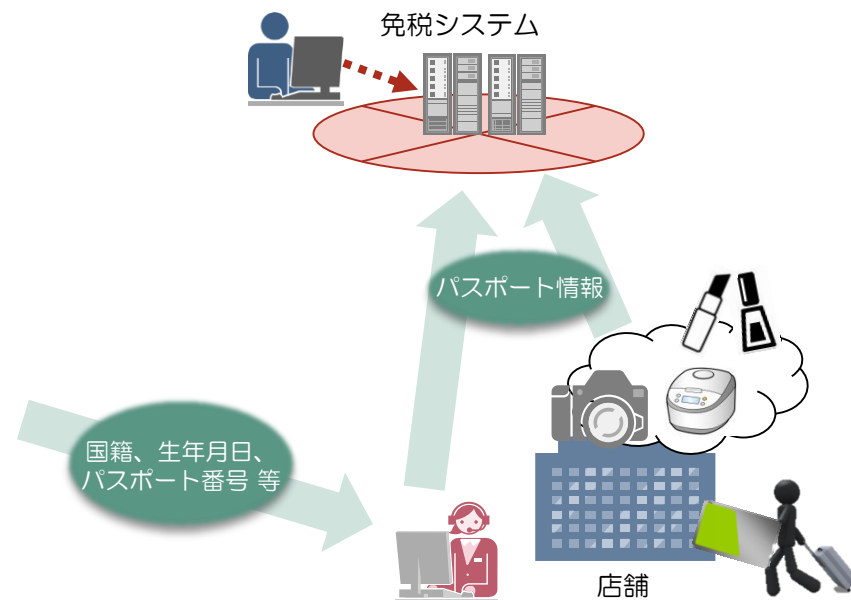 免税システム
パスポート情報
国籍、生年月日、
パスポート番号 等
店舗